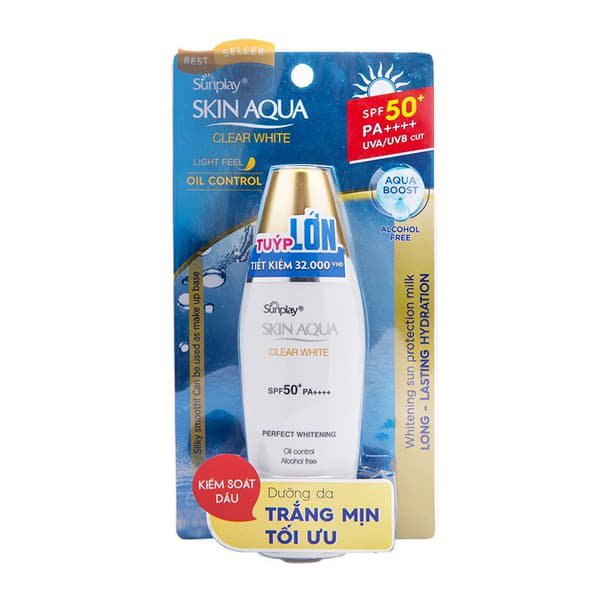 BEST SELLER
Sunplay®
SKIN AQUA
CLEAR WHITE
LIGHT FEEL
OIL CONTROL
SPF 50+
PA++++
UVA/UVB CUT
AQUA
BOOST
ALCOHOL
FREE
Silky smooth! Can be used as make up base
Whitening sun protection milk
LONG - LASTING HYDRATION
TUÝP LỚN
TIẾT KIỆM 32.000 VND
Sunplay®
SKIN AQUA
CLEAR WHITE
SPF50+ PA++++
PERFECT WHITENING
Oil control
Alcohol free
KIỂM SOÁT
DẦU
Dưỡng da
TRẮNG MỊN
TỐI ƯU